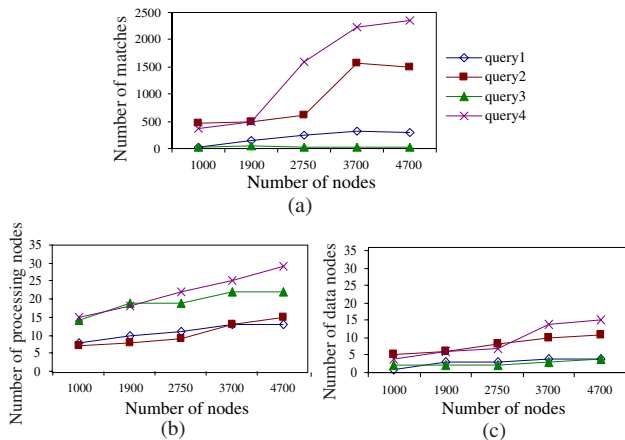 2500
2000
1500
1000
500
0
Number of matches
1000 1900 2750 3700 4700
Number of nodes
query1
query2
query3
query4
(a)
35
30
25
20
15
10
5
0
Number of processing nodes
1000 1900 2750 3700 4700
Number of nodes
(b)
35
30
25
20
15
10
5
0
Number of data nodes
1000 1900 2750 3700 4700
Number of nodes
(c)